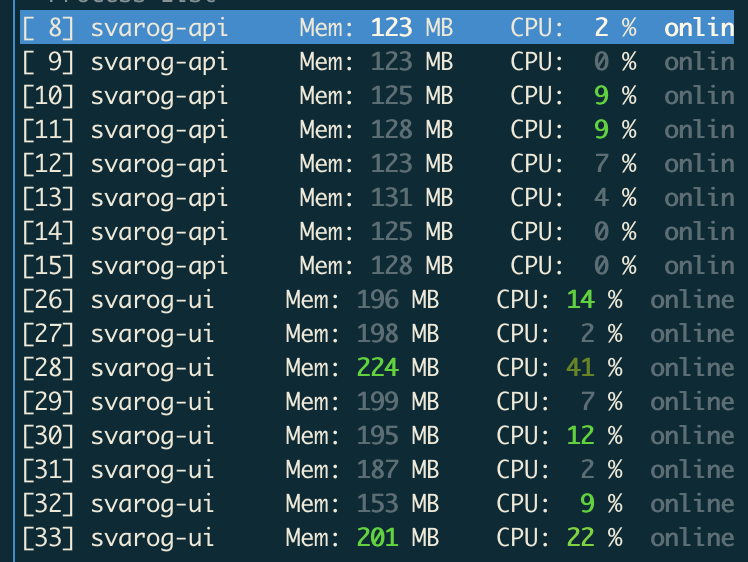 Process List
[ 8] svarog-api Mem: 123 MB CPU: 2 % onlin
[ 9] svarog-api Mem: 123 MB CPU: 0 % onlin
[10] svarog-api Mem: 125 MB CPU: 9 % onlin
[11] svarog-api Mem: 128 MB CPU: 9 % onlin
[12] svarog-api Mem: 123 MB CPU: 7 % onlin
[13] svarog-api Mem: 131 MB CPU: 4 % onlin
[14] svarog-api Mem: 125 MB CPU: 0 % onlin
[15] svarog-api Mem: 128 MB CPU: 0 % onlin
[26] svarog-ui Mem: 196 MB CPU: 14 % online
[27] svarog-ui Mem: 198 MB CPU: 2 % online
[28] svarog-ui Mem: 224 MB CPU: 41 % online
[29] svarog-ui Mem: 199 MB CPU: 7 % online
[30] svarog-ui Mem: 195 MB CPU: 12 % online
[31] svarog-ui Mem: 187 MB CPU: 2 % online
[32] svarog-ui Mem: 153 MB CPU: 9 % online
[33] svarog-ui Mem: 201 MB CPU: 22 % online